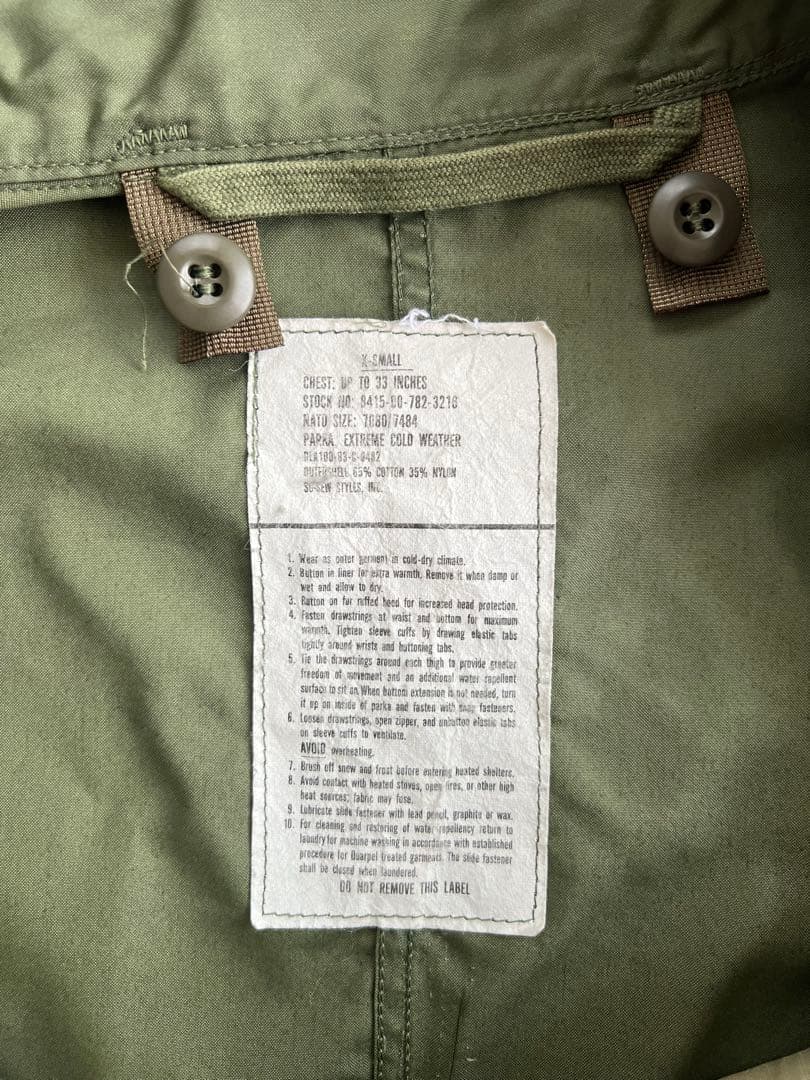 X-SMALL
CHEST: UP TO 33 INCHES
STOCK NO: 8415-00-782-3216
NATO SIZE: 7080/7484
PARKA, EXTREME COLD WEATHER
DLA100-83-C-0482
OUTERSHELL 65% COTTON 35% NYLON
SO-SEW STYLES, INC.
1. Wear as outer garment in cold-dry climate.
2. Button in liner for extra warmth. Remove it when damp or
wet and allow to dry.
3. Button on fur ruffed hood for increased head protection.
4. Fasten drawstrings at waist and bottom for maximum
warmth. Tighten sleeve cuffs by drawing elastic tabs
tightly around wrists and buttoning tabs.
5. Tie the drawstrings around each thigh to provide greater
freedom of movement and an additional water repellent
surface to sit on. When bottom extension is not needed, turn
it up on inside of parka and fasten with snap fasteners.
6. Loosen drawstrings, open zipper, and unbutton elastic tabs
on sleeve cuffs to ventilate.
AVOID overheating.
7. Brush off snow and frost before entering heated shelters.
8. Avoid contact with heated stoves, open fires, or other high
heat sources; fabric may fuse.
9. Lubricate slide fastener with lead pencil, graphite or wax.
10. For cleaning and restoring of water repellency return to
laundry for machine washing in accordance with established
procedure for Quarpel treated garments. The slide fastener
shall be closed when laundered.
DO NOT REMOVE THIS LABEL